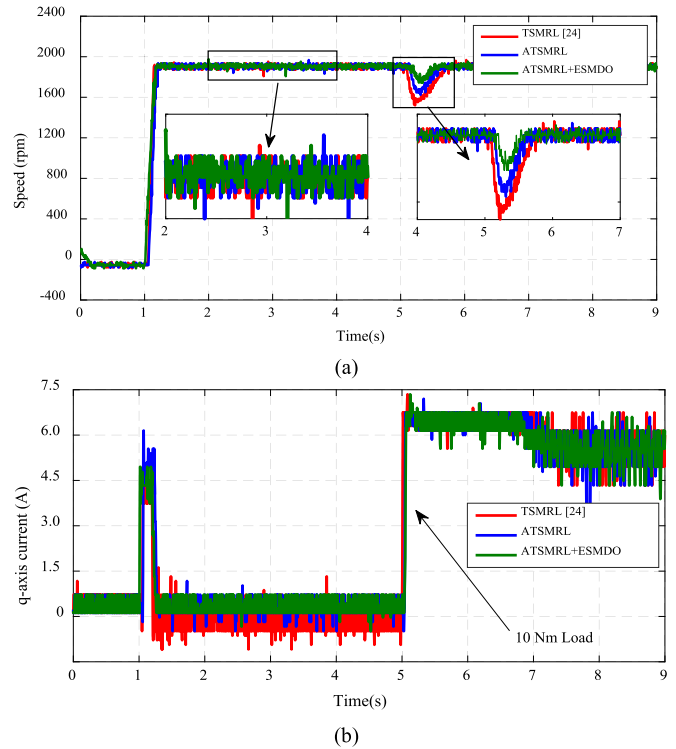 2400
2000
1600
1200
800
400
0
-400
Speed (rpm)
TSMRL [24]
ATSMRL
ATSMRL+ESMDO
2 3 4
4 5 6 7
0 1 2 3 4 5 6 7 8 9
Time(s)
(a)
7.5
6.0
4.5
3.0
1.5
0
q-axis current (A)
TSMRL [24]
ATSMRL
ATSMRL+ESMDO
10 Nm Load
0 1 2 3 4 5 6 7 8 9
Time(s)
(b)